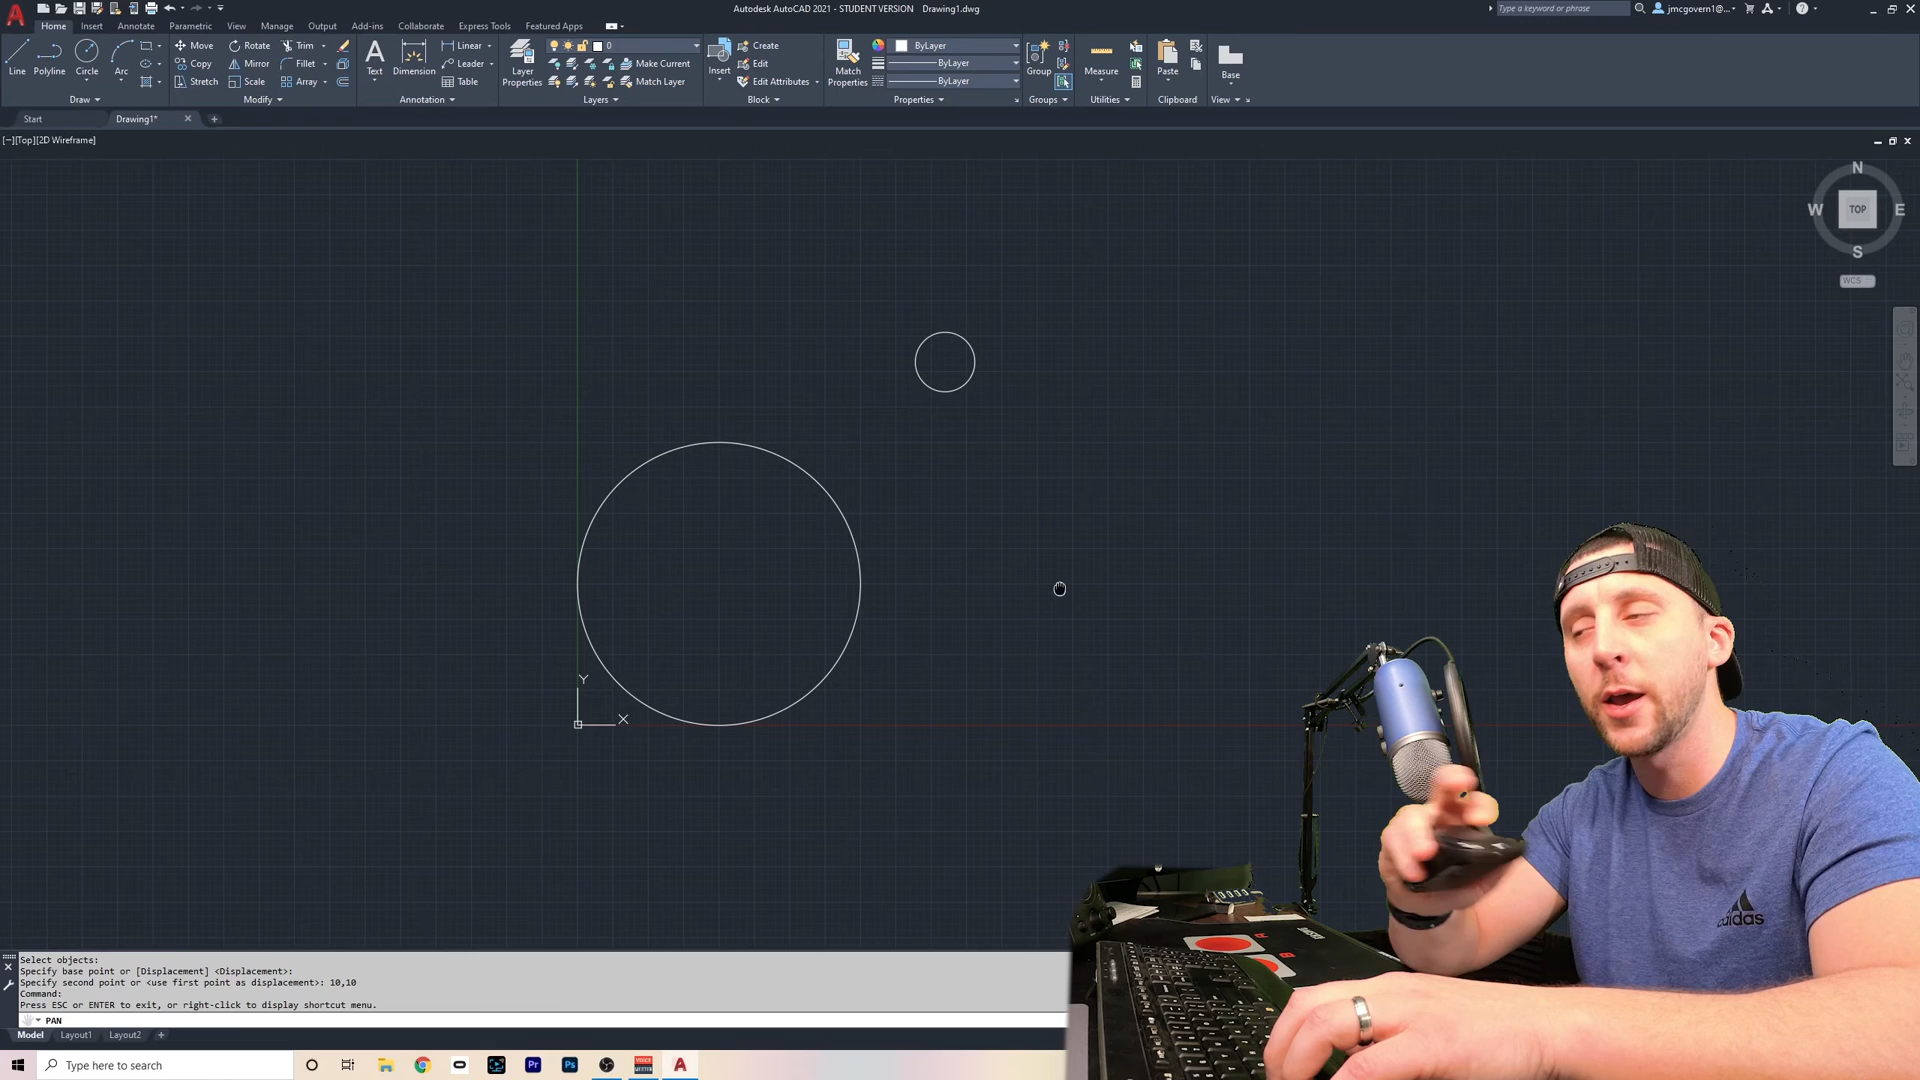 Autodesk AutoCAD 2021 - STUDENT VERSION Drawing1.dwg
Type a keyword or phrase
jmcgovern1@...
Home Insert Annotate Parametric View Manage Output Add-ins Collaborate Express Tools Featured Apps
Line Polyline Circle Arc
Move Rotate Trim
Copy Mirror Fillet
Stretch Scale Array
Text Dimension
Linear
Leader
Table
Layer Properties
0
Make Current
Match Layer
Insert
Create
Edit
Edit Attributes
Match Properties
ByLayer
ByLayer
ByLayer
Group
Measure
Paste
Base
Draw Modify Annotation Layers Block Properties Groups Utilities Clipboard View
Start Drawing1*
[−][Top][2D Wireframe]
N
W TOP E
S
WCS
Y
X
adidas
Select objects:
Specify base point or [Displacement] <Displacement>:
Specify second point or <use first point as displacement>: 10,10
Command:
Press ESC or ENTER to exit, or right-click to display shortcut menu.
PAN
Model Layout1 Layout2 +
Type here to search